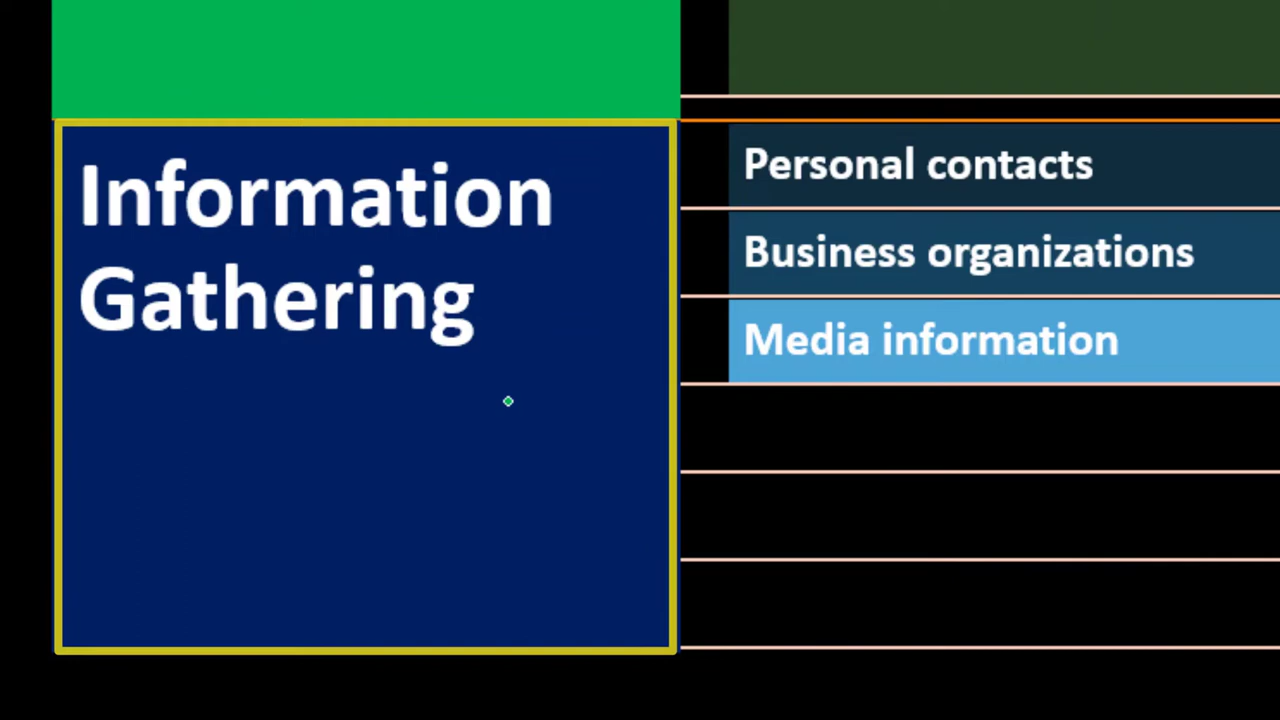 Information
Gathering
Personal contacts
Business organizations
Media information